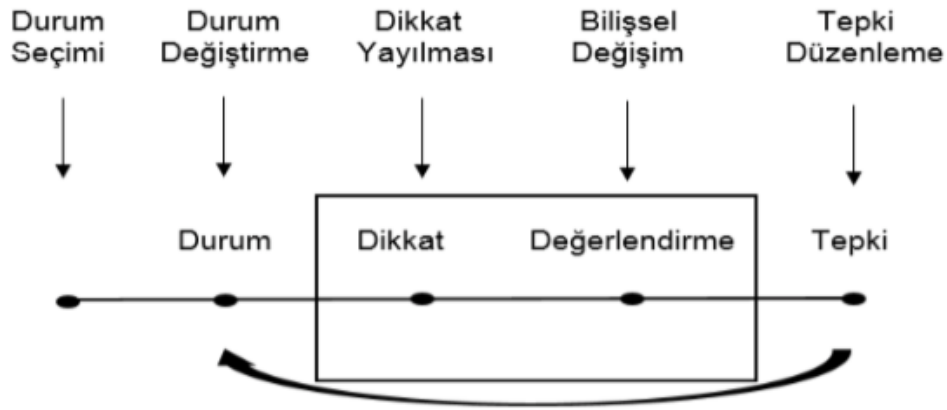 Durum Seçimi
Durum Değiştirme
Dikkat Yayılması
Bilişsel Değişim
Tepki Düzenleme
Durum
Dikkat
Değerlendirme
Tepki